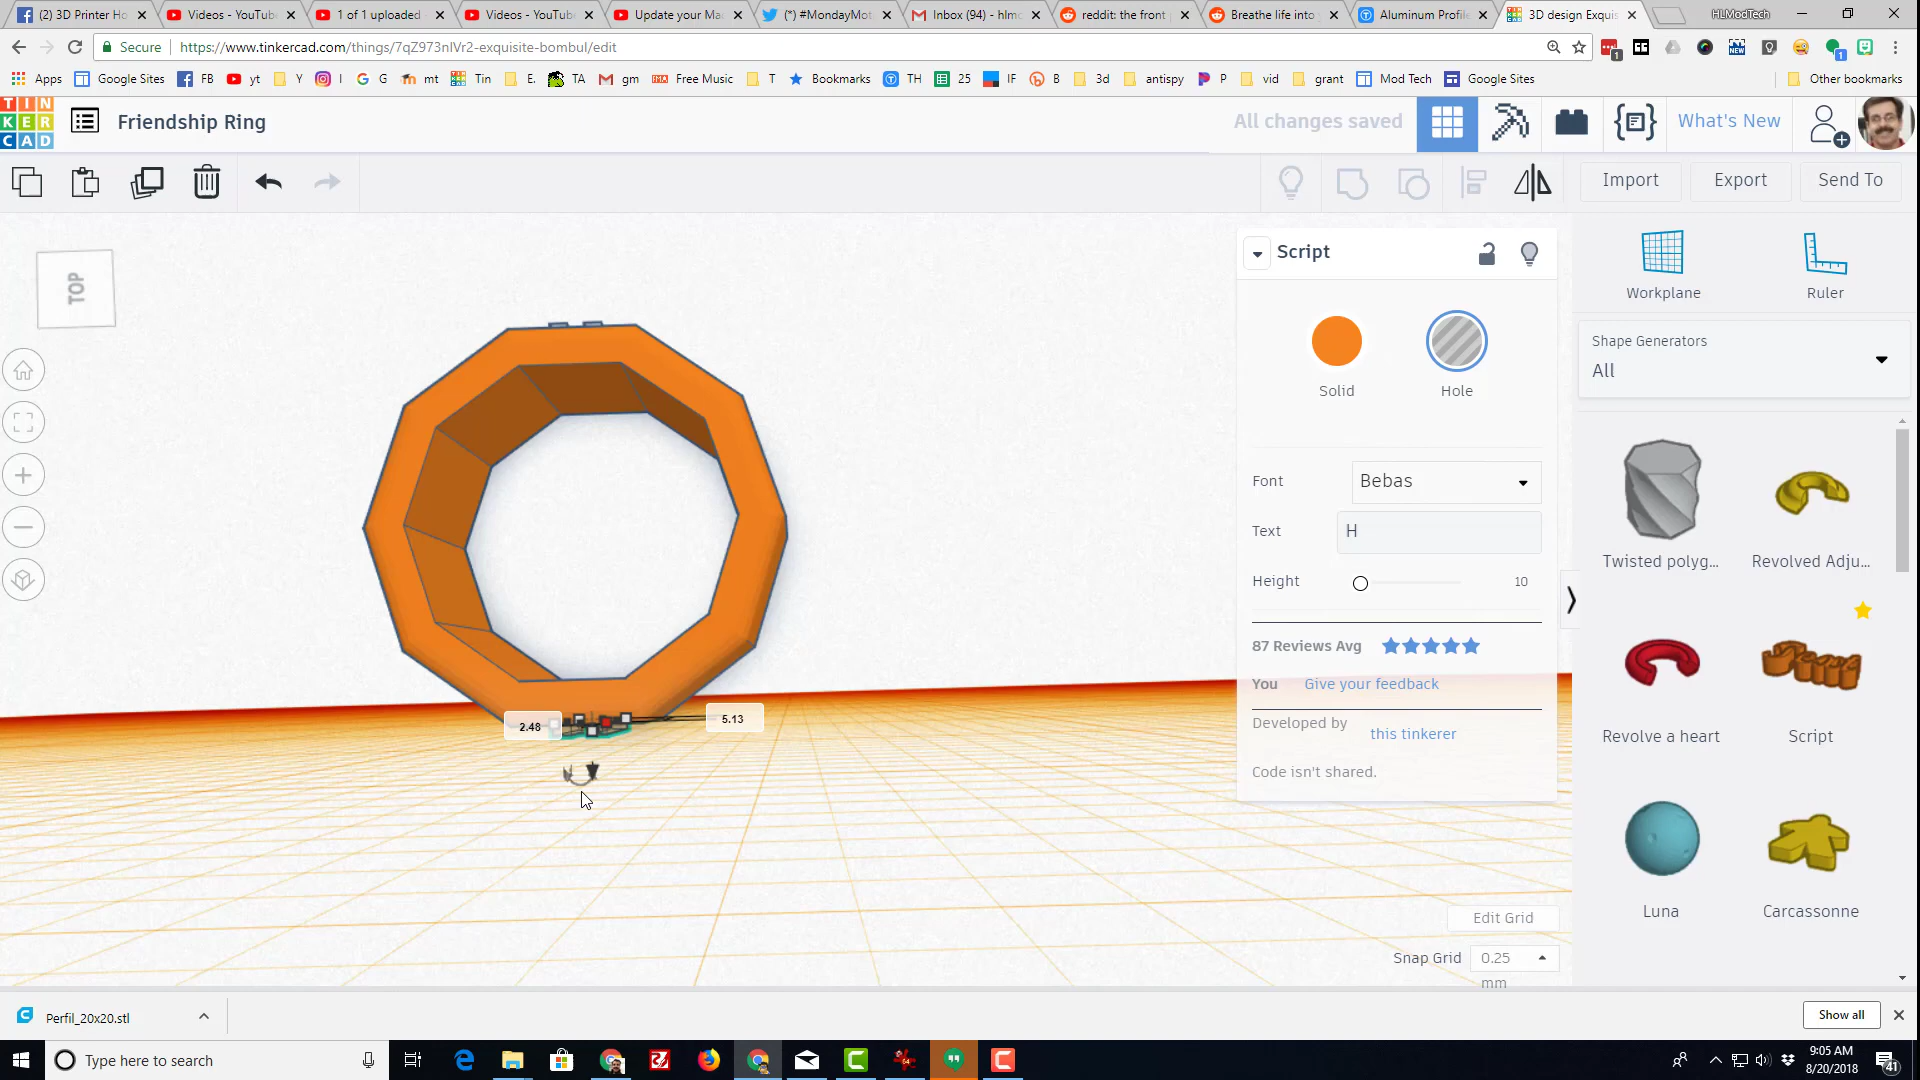 (2) 3D Printer Ho
Videos - YouTub
1 of 1 uploaded
Videos - YouTub
Update your Ma
(*) #MondayMot
Inbox (94) - hlmo
reddit: the front
Breathe life into
Aluminum Profile
3D design Exquis
HLModTech
Secure
https://www.tinkercad.com/things/7qZ973nlVr2-exquisite-bombul/edit
Apps
Google Sites
FB
yt
Y
I
G
mt
Tin
E.
TA
gm
Free Music
T
Bookmarks
TH
25
IF
B
3d
antispy
P
vid
grant
Mod Tech
Google Sites
Other bookmarks
TIN
KER
CAD
Friendship Ring
All changes saved
What's New
Import
Export
Send To
TOP
Script
Solid
Hole
Font
Bebas
Text
H
Height
10
87 Reviews Avg
You
Give your feedback
Developed by
this tinkerer
Code isn't shared.
Workplane
Ruler
Shape Generators
All
Twisted polyg...
Revolved Adju...
Revolve a heart
Script
Luna
Carcassonne
2.48
5.13
Edit Grid
Snap Grid
0.25
mm
Perfil_20x20.stl
Show all
Type here to search
9:05 AM
8/20/2018
41